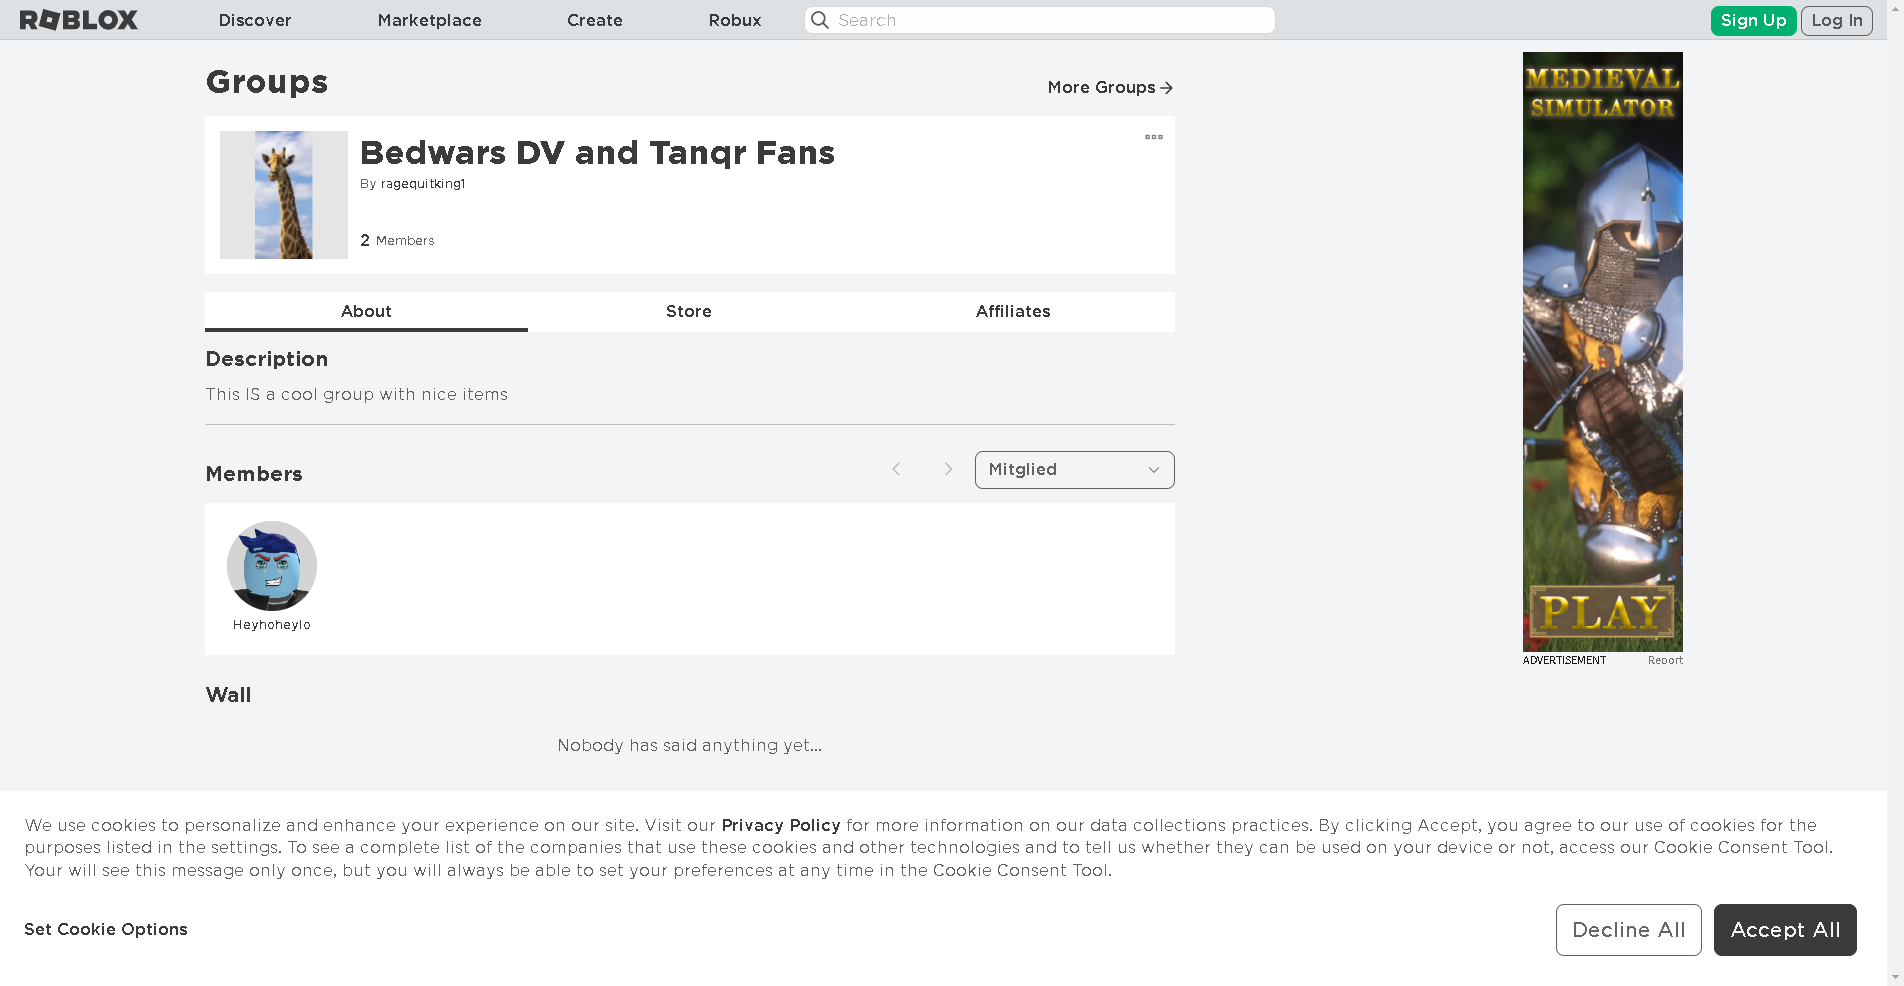 ROBLOX
Discover
Marketplace
Create
Robux
Search
Sign Up
Log In
Groups
More Groups
Bedwars DV and Tanqr Fans
By ragequitking1
2 Members
About
Store
Affiliates
Description
This IS a cool group with nice items
Members
Mitglied
Heyhoheylo
Wall
Nobody has said anything yet...
MEDIEVAL
SIMULATOR
PLAY
ADVERTISEMENT
Report
We use cookies to personalize and enhance your experience on our site. Visit our Privacy Policy for more information on our data collections practices. By clicking Accept, you agree to our use of cookies for the
purposes listed in the settings. To see a complete list of the companies that use these cookies and other technologies and to tell us whether they can be used on your device or not, access our Cookie Consent Tool.
Your will see this message only once, but you will always be able to set your preferences at any time in the Cookie Consent Tool.
Set Cookie Options
Decline All
Accept All